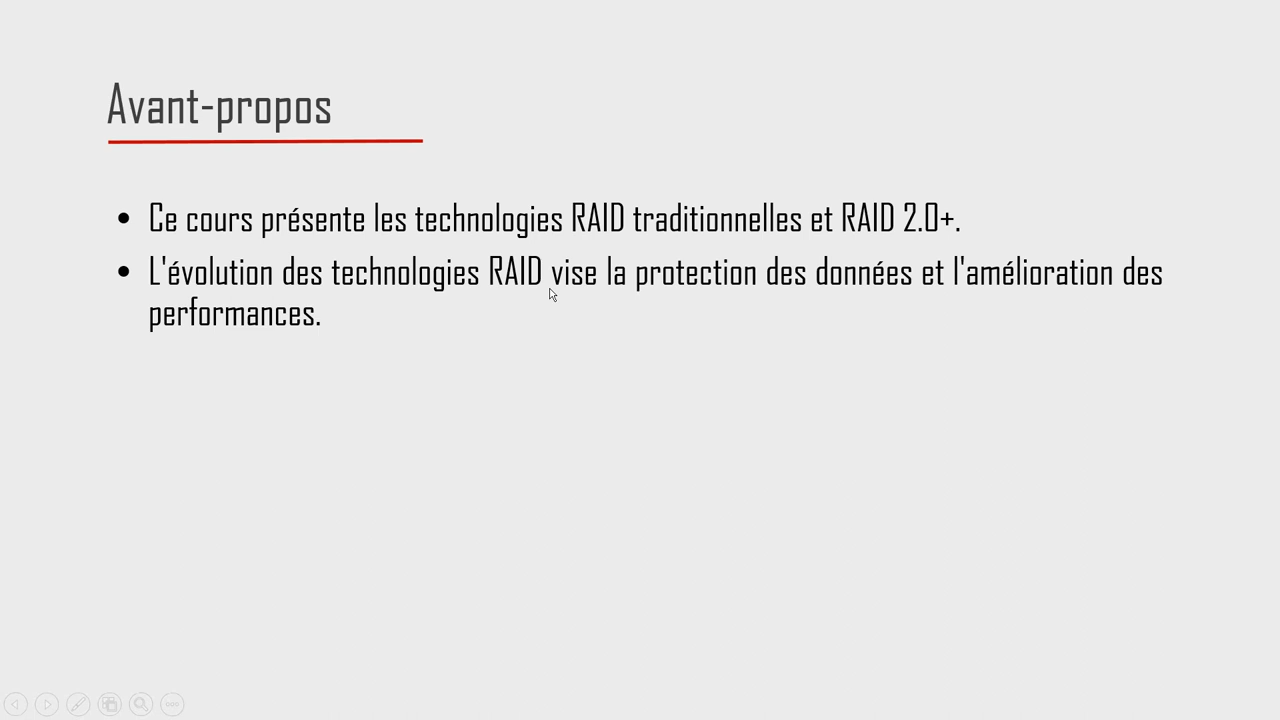 Avant-propos
• Ce cours présente les technologies RAID traditionnelles et RAID 2.0+.
• L'évolution des technologies RAID vise la protection des données et l'amélioration des
performances.